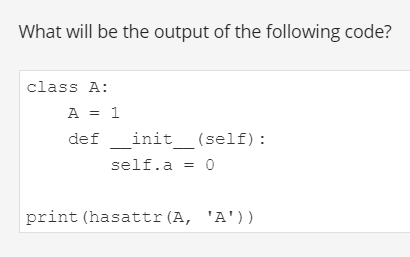 What will be the output of the following code?
class A:
    A = 1
    def __init__(self):
        self.a = 0
print(hasattr(A, 'A'))